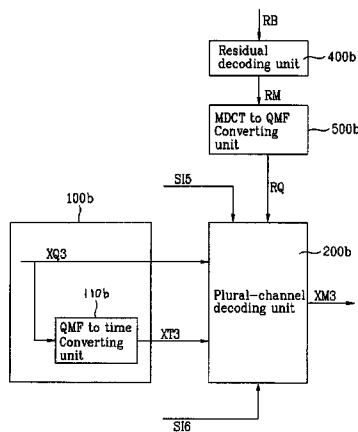 RB
Residual
decoding unit
400b
RM
MDCT to QMF
Converting
unit
500b
RQ
SI5
100b
XQ3
200b
110b
QMF to time
Converting
unit
XT3
Plural-channel
decoding unit
XM3
SI6